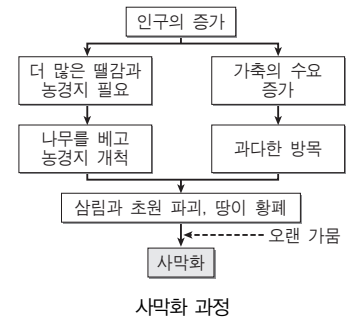 인구의 증가
더 많은 땔감과
농경지 필요
가축의 수요
증가
나무를 베고
농경지 개척
과다한 방목
삼림과 초원 파괴, 땅이 황폐
오랜 가뭄
사막화
사막화 과정